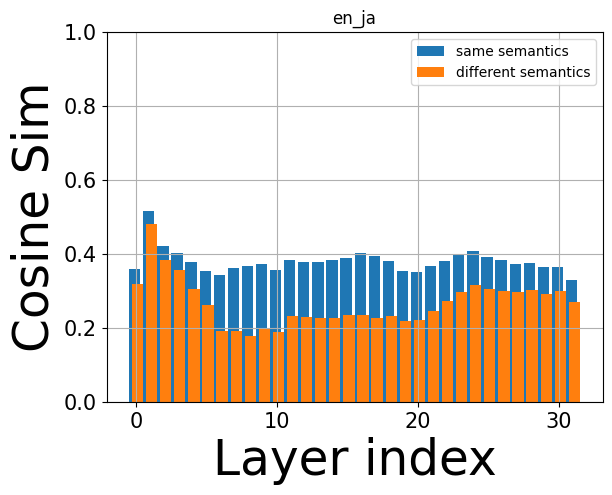 en_ja
same semantics
different semantics
1.0
0.8
0.6
0.4
0.2
0.0
Cosine Sim
0 10 20 30
Layer index